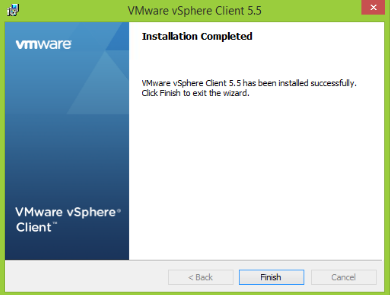 VMware vSphere Client 5.5
vmware
Installation Completed
VMware vSphere Client 5.5 has been installed successfully.
Click Finish to exit the wizard.
VMware vSphere®
Client™
< Back
Finish
Cancel